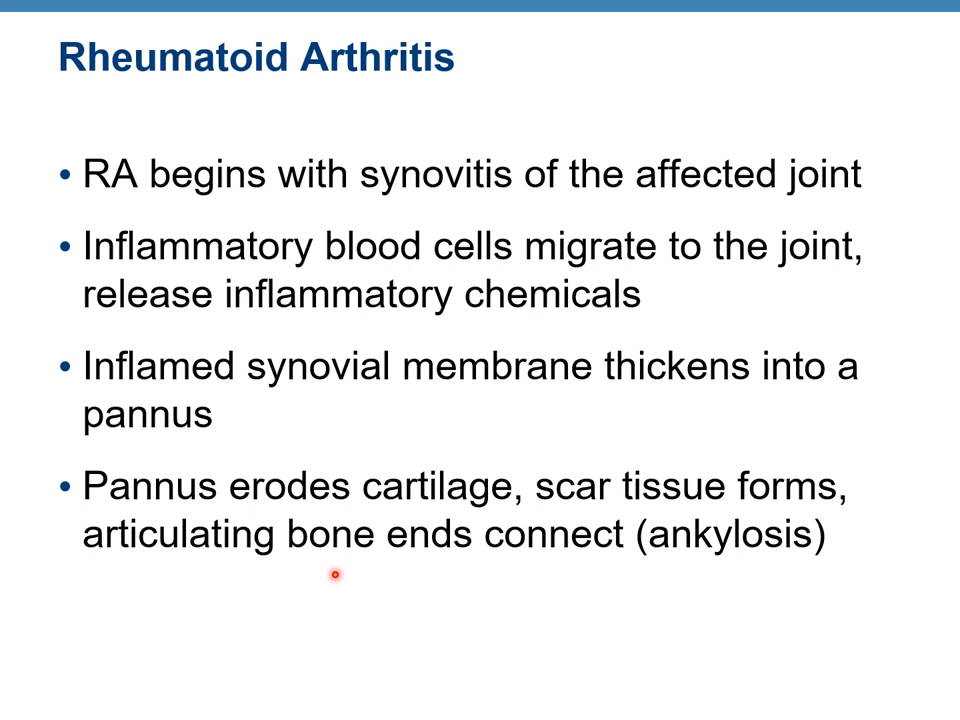 Rheumatoid Arthritis
• RA begins with synovitis of the affected joint
• Inflammatory blood cells migrate to the joint,
release inflammatory chemicals
• Inflamed synovial membrane thickens into a
pannus
• Pannus erodes cartilage, scar tissue forms,
articulating bone ends connect (ankylosis)